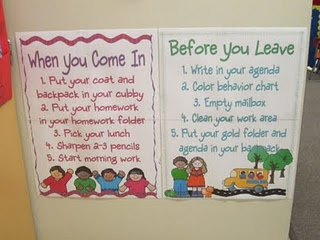 When You Come In
1. Put your coat and
backpack in your cubby
2. Put your homework
in your homework folder
3. Pick your lunch
4. Sharpen 2-3 pencils
5. Start morning work
Before you Leave
1. Write in your agenda
2. Color behavior chart
3. Empty mailbox
4. Clean your work area
5. Put your gold folder and
agenda in your backpack